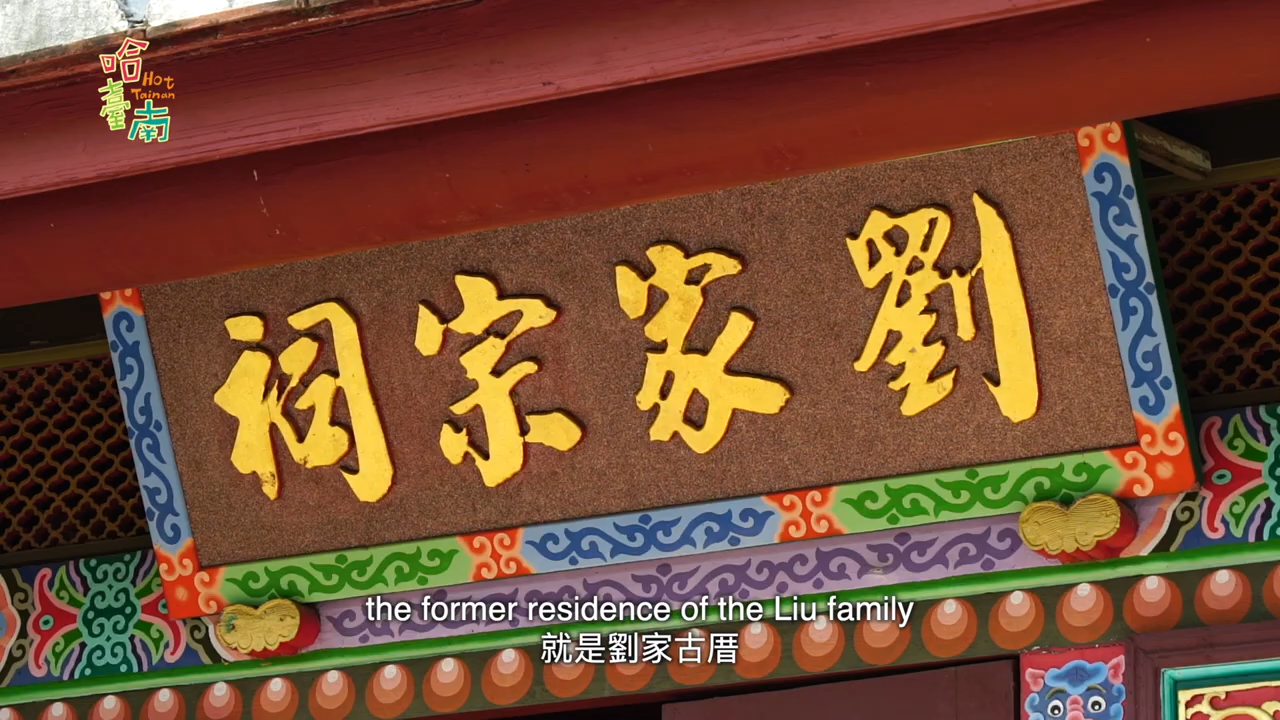 哈臺南
Hot
Tainan
劉家宗祠
the former residence of the Liu family
就是劉家古厝